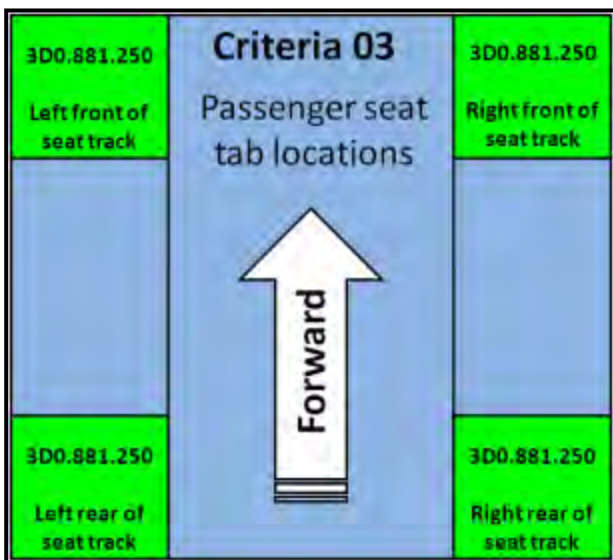 3D0.881.250
Left front of
seat track
Criteria 03
Passenger seat
tab locations
3D0.881.250
Right front of
seat track
Forward
3D0.881.250
Left rear of
seat track
3D0.881.250
Right rear of
seat track